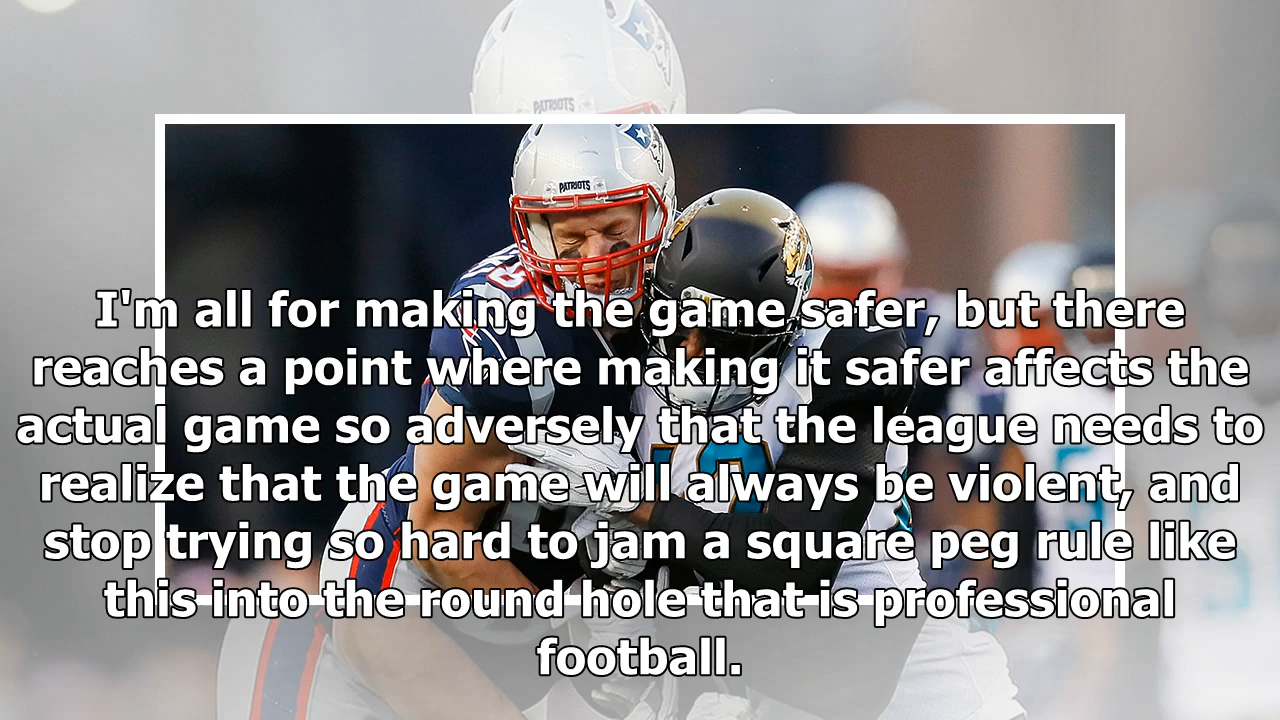 PATRIOTS
PATRIOTS
I'm all for making the game safer, but there
reaches a point where making it safer affects the
actual game so adversely that the league needs to
realize that the game will always be violent, and
stop trying so hard to jam a square peg rule like
this into the round hole that is professional
football.